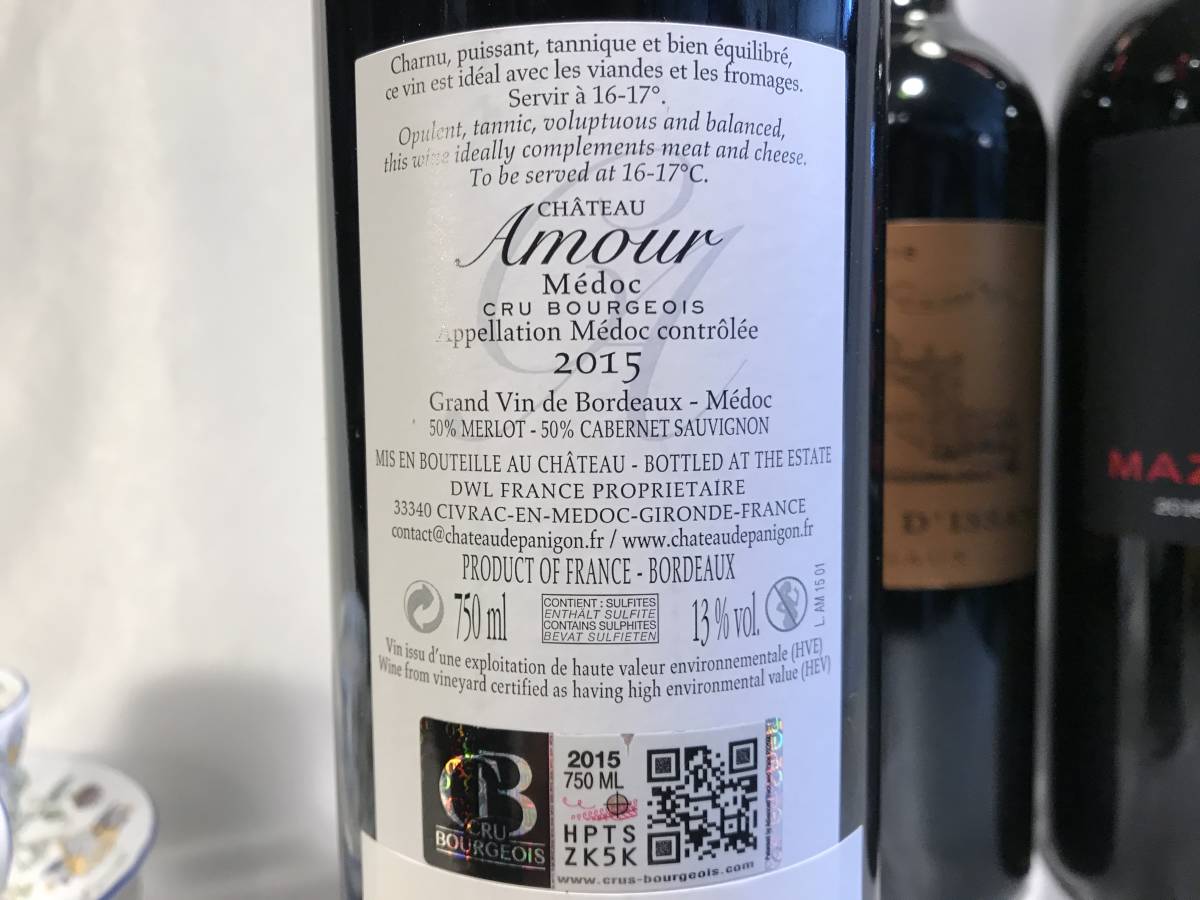 Charnu, puissant, tannique et bien équilibré,
ce vin est idéal avec les viandes et les fromages.
Servir à 16-17°.
Opulent, tannic, voluptuous and balanced,
this wine ideally complements meat and cheese.
To be served at 16-17°C.
CHÂTEAU
Amour
Médoc
CRU BOURGEOIS
Appellation Médoc contrôlée
2015
Grand Vin de Bordeaux - Médoc
50% MERLOT - 50% CABERNET SAUVIGNON
MIS EN BOUTEILLE AU CHÂTEAU - BOTTLED AT THE ESTATE
DWL FRANCE PROPRIETAIRE
33340 CIVRAC-EN-MEDOC-GIRONDE-FRANCE
contact@chateaudepanigon.fr / www.chateaudepanigon.fr
PRODUCT OF FRANCE - BORDEAUX
750 ml
CONTIENT : SULFITES
ENTHÄLT SULFITE
CONTAINS SULPHITES
BEVAT SULFIETEN
13 % vol.
L. AM 15 01
Vin issu d'une exploitation de haute valeur environnementale (HVE)
Wine from vineyard certified as having high environmental value (HEV)
CB
CRU
BOURGEOIS
2015
750 ML
HPTS
ZK5K
www.crus-bourgeois.com
D'ISSA
MAZ